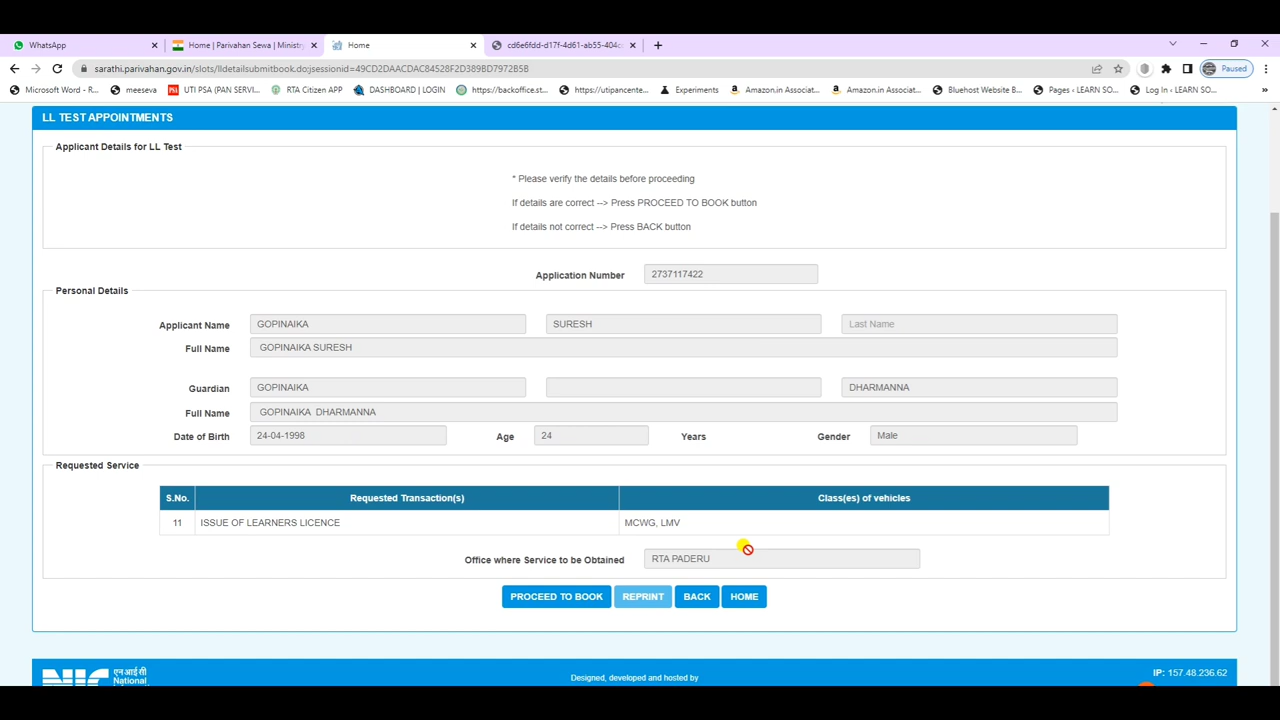 WhatsApp
Home | Parivahan Sewa | Ministry
Home
cd6e6fdd-d17f-4d61-ab55-404c
Paused
sarathi.parivahan.gov.in/slots/lldetailsubmitbook.do;jsessionid=49CD2DAACDAC84528F2D389BD7972B58
Microsoft Word - R...
meeseva
UTI PSA (PAN SERVI...
RTA Citizen APP
DASHBOARD | LOGIN
https://backoffice.st...
https://utipancente...
Experiments
Amazon.in Associat...
Amazon.in Associat...
Bluehost Website B...
Pages ‹ LEARN SO...
Log In ‹ LEARN SO...
LL TEST APPOINTMENTS
Applicant Details for LL Test
* Please verify the details before proceeding
If details are correct --> Press PROCEED TO BOOK button
If details not correct --> Press BACK button
Application Number 2737117422
Personal Details
Applicant Name GOPINAIKA SURESH Last Name
Full Name GOPINAIKA SURESH
Guardian GOPINAIKA DHARMANNA
Full Name GOPINAIKA DHARMANNA
Date of Birth 24-04-1998 Age 24 Years Gender Male
Requested Service
S.No. Requested Transaction(s) Class(es) of vehicles
11 ISSUE OF LEARNERS LICENCE MCWG, LMV
Office where Service to be Obtained RTA PADERU
PROCEED TO BOOK REPRINT BACK HOME
NIC
एन आई सी
National
Designed, developed and hosted by
IP: 157.48.236.62